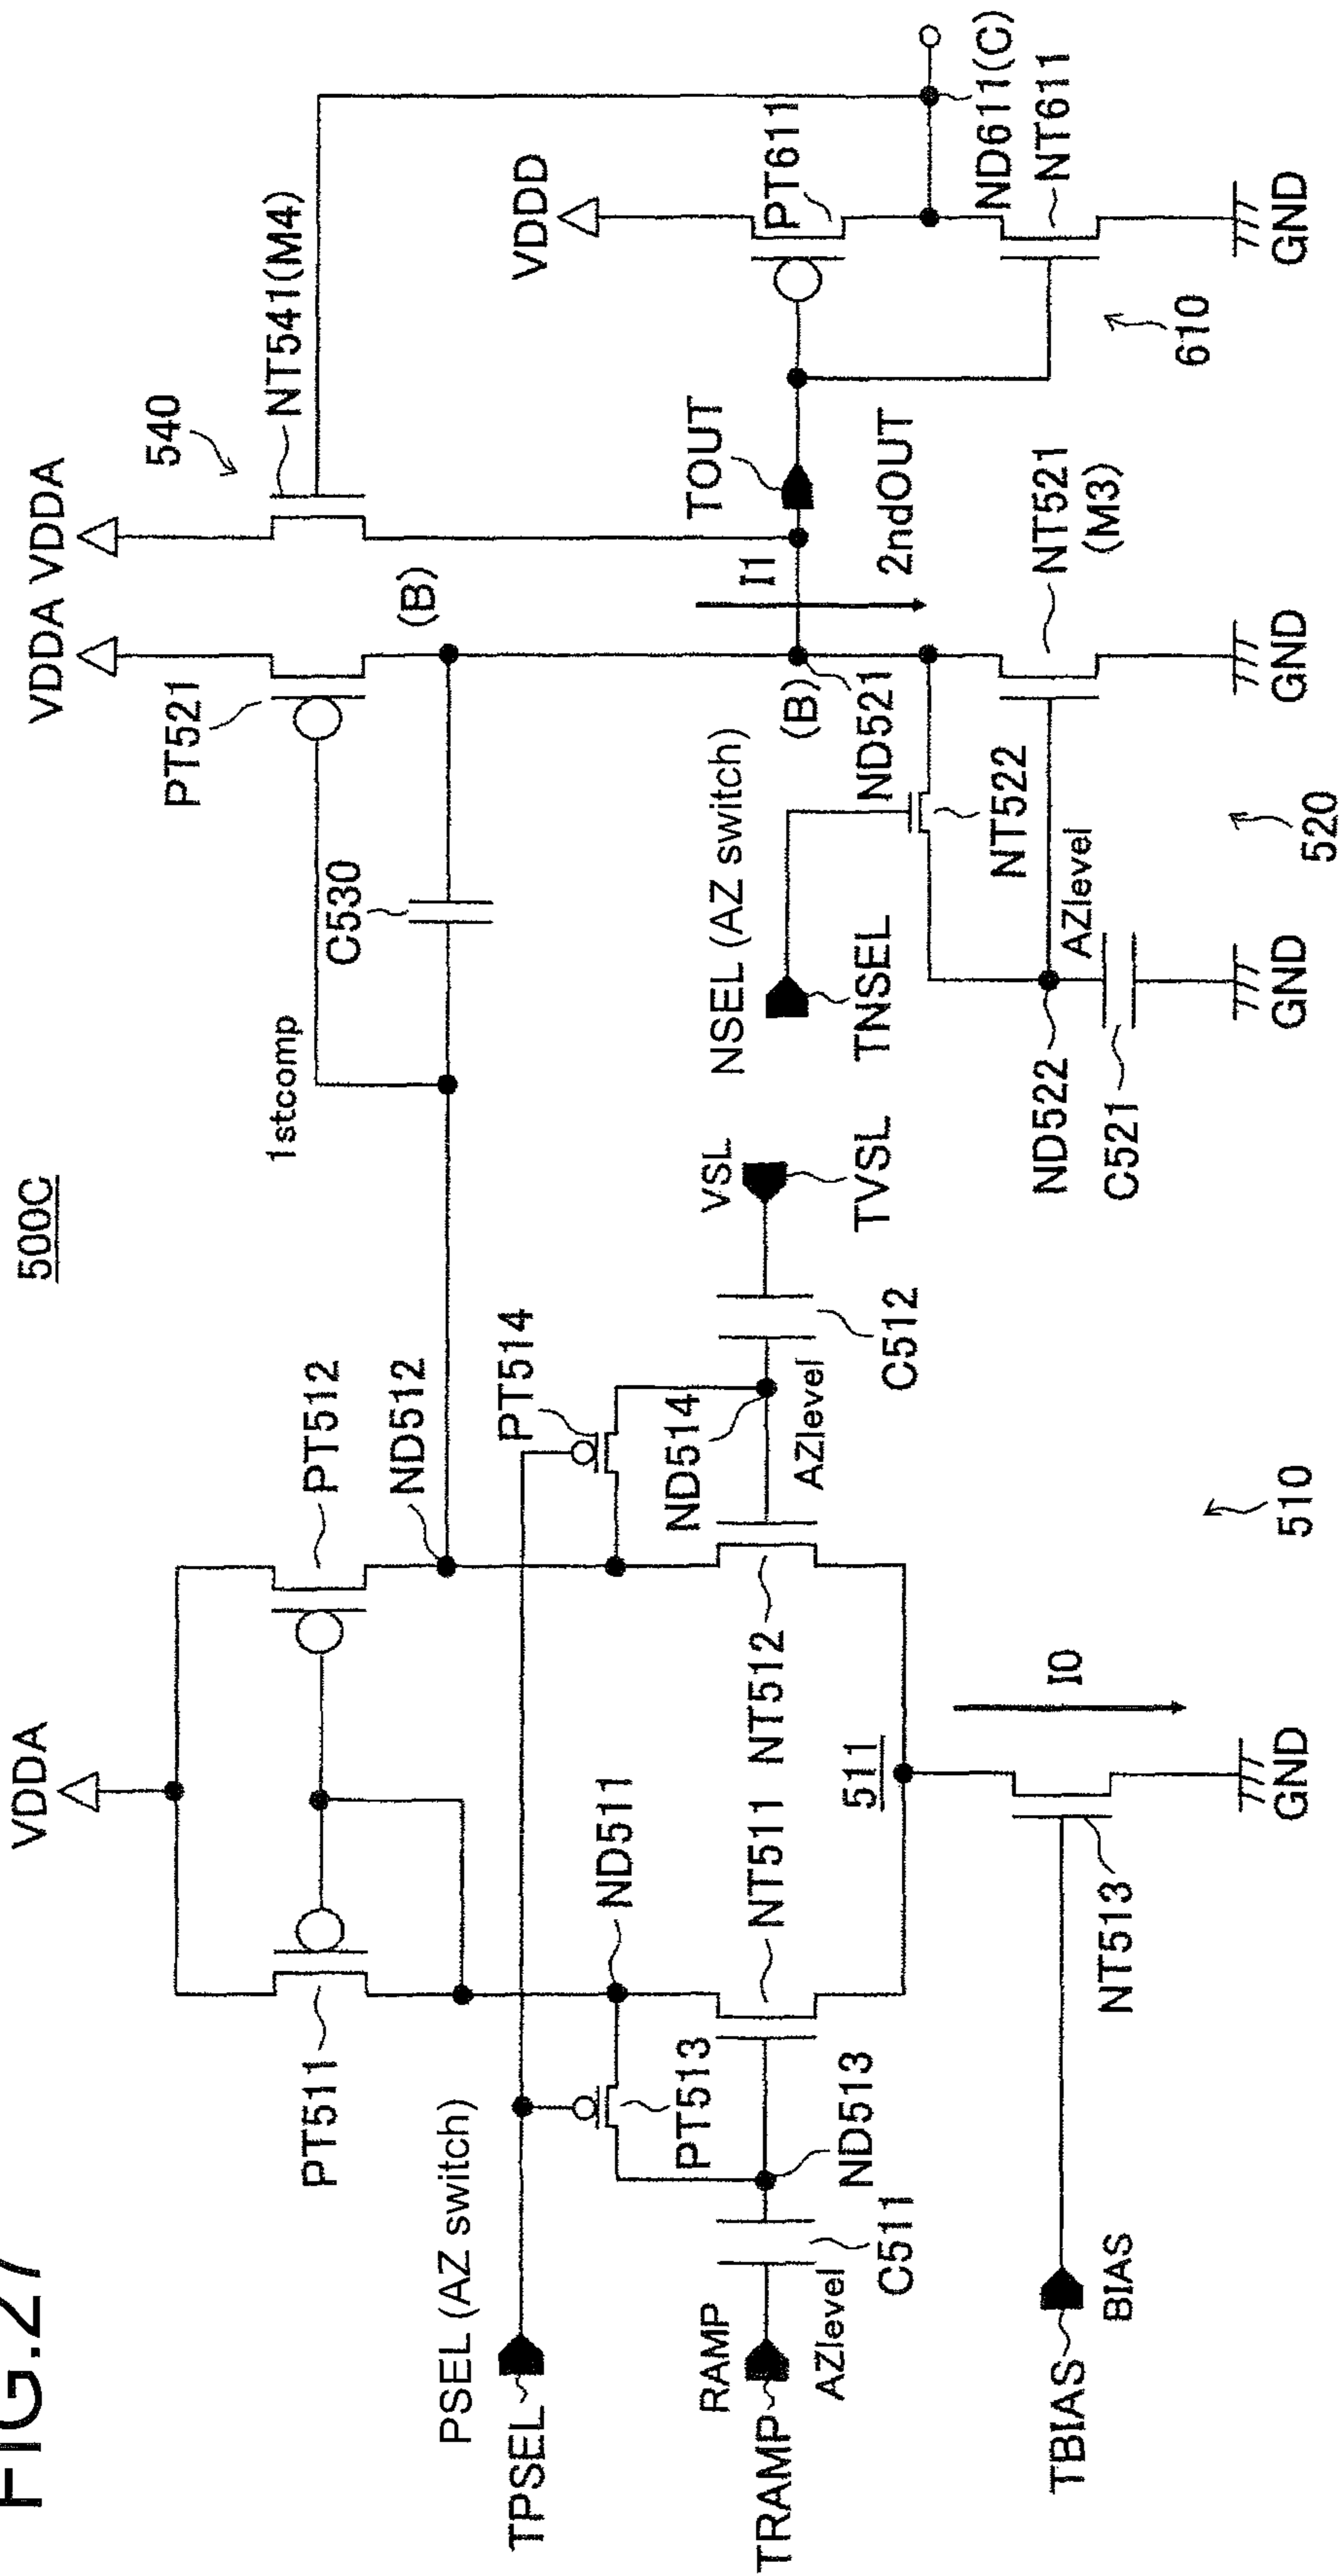 FIG.27
500C
VDDA
VDDA
VDDA
540
NT541(M4)
PT511
PT512
ND512
1stcomp
PT521
C530
(B)
VDDD
PSEL (AZ switch)
TPSEL
PT514
ND511
PT513
ND514
AZlevel
VSL
TVSL
C512
NSEL (AZ switch)
TNSEL
(B)
ND521
I1
TOUT
2ndOUT
PT611
ND611(C)
NT611
RAMP
TRAMP
AZlevel
C511
ND513
NT511
NT512
511
ND522
AZlevel
NT522
NT521
(M3)
C521
610
I0
NT513
TBIAS
BIAS
GND
510
GND
GND
520
GND